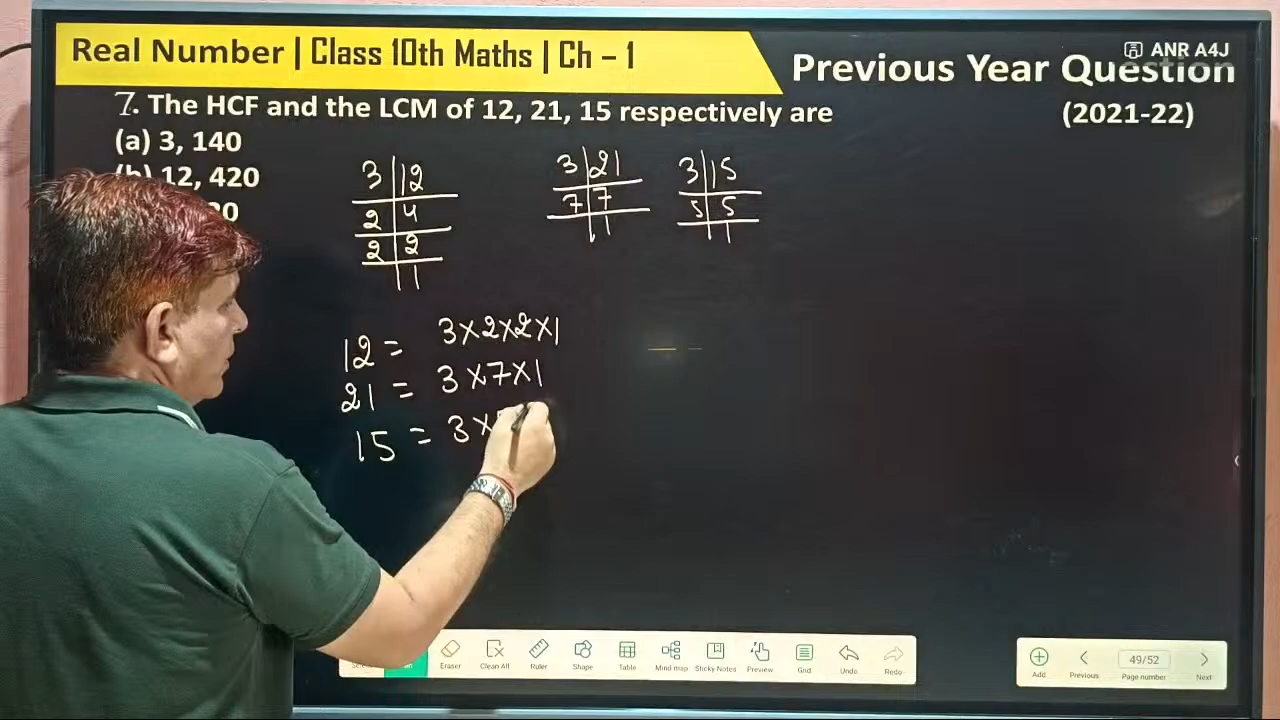 Real Number | Class 10th Maths | Ch – 1
ANR A4J
Previous Year Question
(2021-22)
7. The HCF and the LCM of 12, 21, 15 respectively are
(a) 3, 140
(b) 12, 420
3 | 12
2 | 4
2 | 2
| 1
3 | 21
7 | 7
| 1
3 | 15
5 | 5
| 1
12 = 3×2×2×1
21 = 3×7×1
15 = 3×
Eraser
Clean All
Ruler
Shape
Table
Mind map
Sticky Notes
Preview
Grid
Undo
Redo
Add
Previous
49/52
Page number
Next